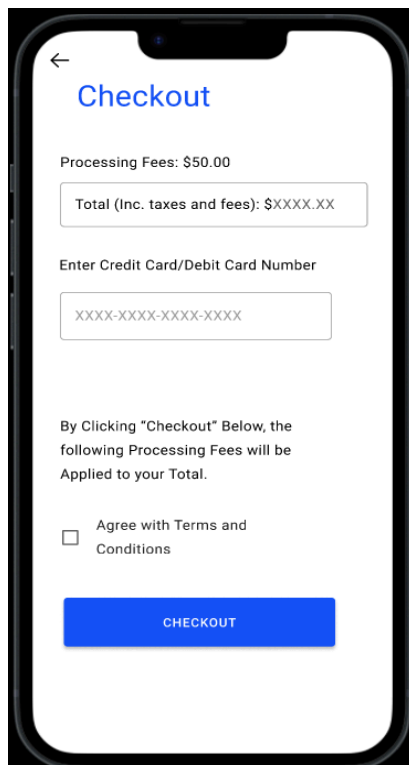 Checkout
Processing Fees: $50.00
Total (Inc. taxes and fees): $XXXX.XX
Enter Credit Card/Debit Card Number
XXXX-XXXX-XXXX-XXXX
By Clicking “Checkout” Below, the
following Processing Fees will be
Applied to your Total.
Agree with Terms and
Conditions
CHECKOUT